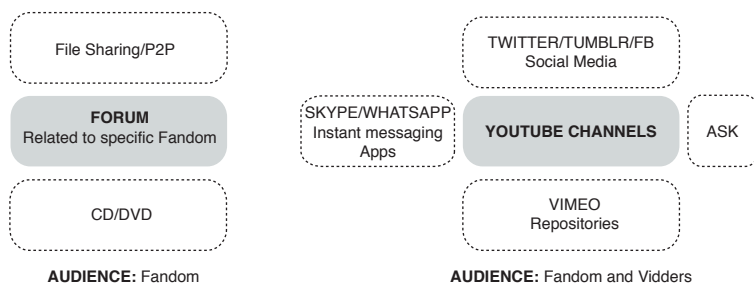 File Sharing/P2P
FORUM
Related to specific Fandom
CD/DVD
AUDIENCE: Fandom
TWITTER/TUMBLR/FB
Social Media
SKYPE/WHATSAPP
Instant messaging
Apps
YOUTUBE CHANNELS
ASK
VIMEO
Repositories
AUDIENCE: Fandom and Vidders